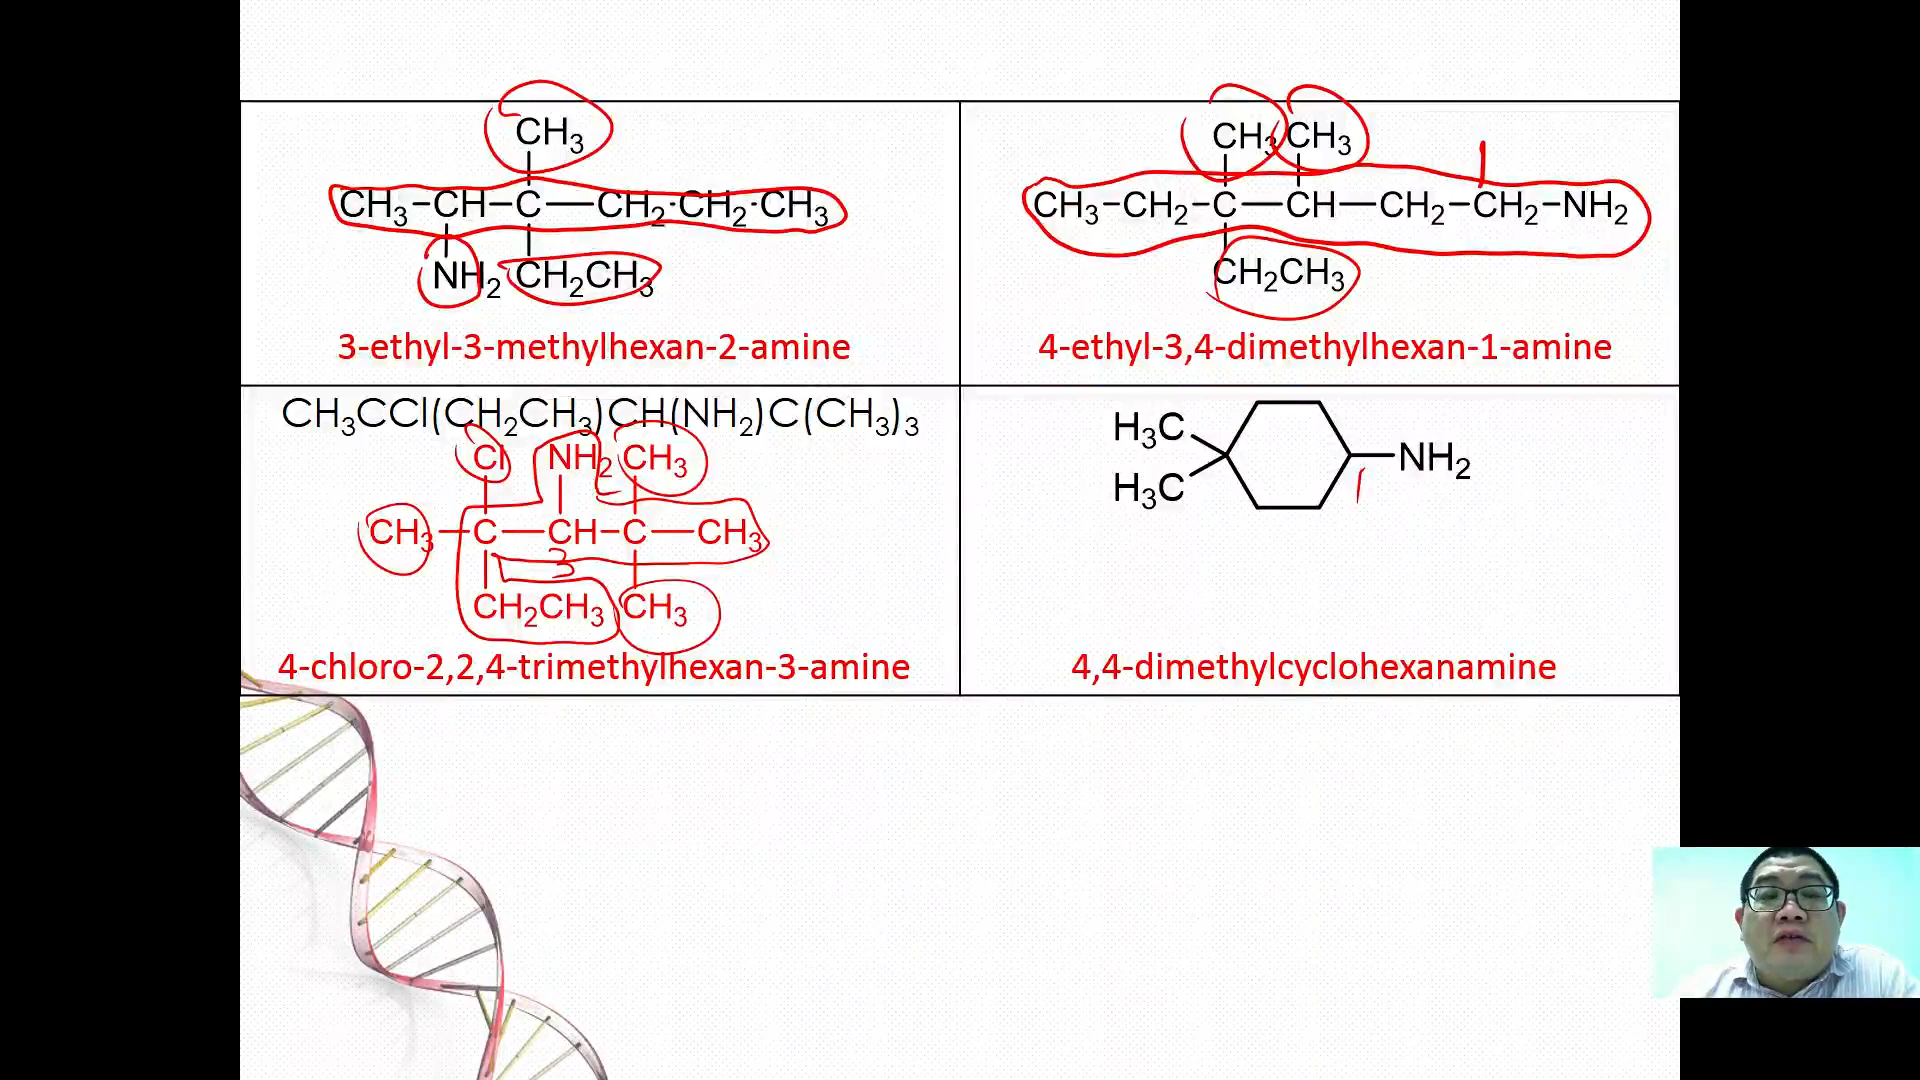 CH3
CH3–CH–C–CH2·CH2·CH3
NH2 CH2CH3
3-ethyl-3-methylhexan-2-amine
CH3 CH3 1
CH3–CH2–C–CH–CH2–CH2–NH2
CH2CH3
4-ethyl-3,4-dimethylhexan-1-amine
CH3CCl(CH2CH3)CH(NH2)C(CH3)3
Cl NH2 CH3
CH3–C–CH–C–CH3
3
CH2CH3 CH3
4-chloro-2,2,4-trimethylhexan-3-amine
H3C
NH2
1
H3C
4,4-dimethylcyclohexanamine